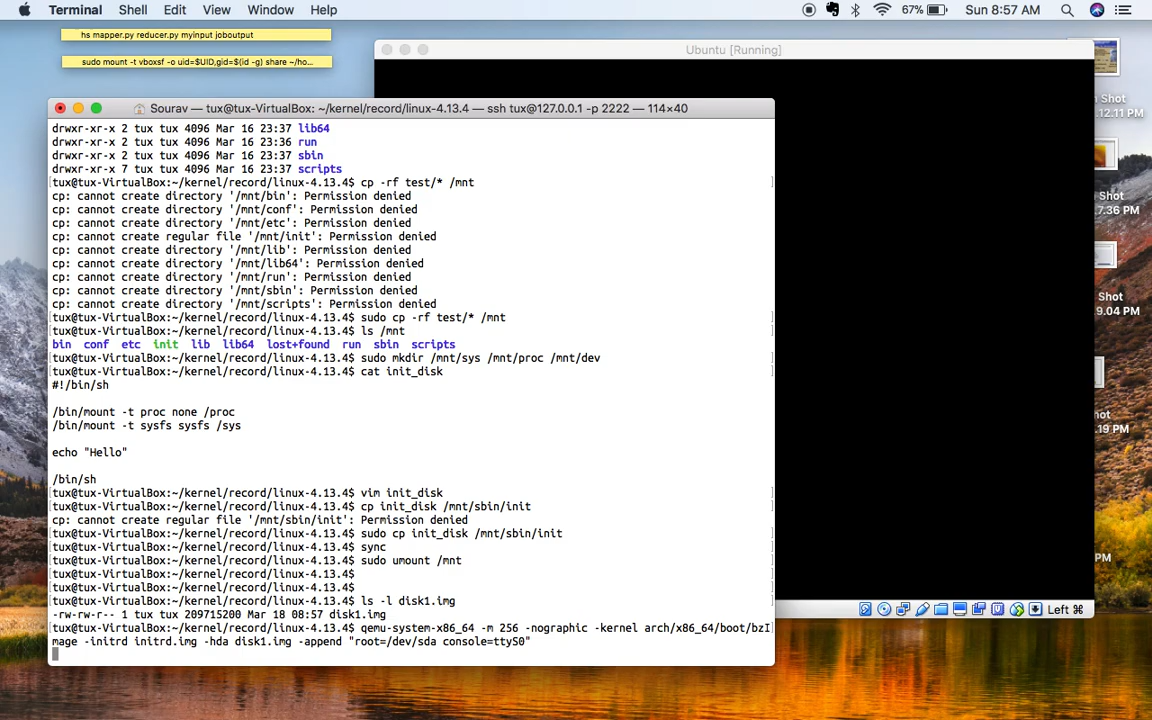 Terminal Shell Edit View Window Help 67% Sun 8:57 AM
hs mapper.py reducer.py myinput joboutput
sudo mount -t vboxsf -o uid=$UID,gid=$(id -g) share ~/ho...
Ubuntu [Running]
Shot
.12.11 PM
Shot
.7.36 PM
Shot
.9.04 PM
hot
.19 PM
PM
Sourav — tux@tux-VirtualBox: ~/kernel/record/linux-4.13.4 — ssh tux@127.0.0.1 -p 2222 — 114×40
drwxr-xr-x 2 tux tux 4096 Mar 16 23:37 lib64
drwxr-xr-x 2 tux tux 4096 Mar 16 23:36 run
drwxr-xr-x 2 tux tux 4096 Mar 16 23:37 sbin
drwxr-xr-x 7 tux tux 4096 Mar 16 23:37 scripts
[tux@tux-VirtualBox:~/kernel/record/linux-4.13.4$ cp -rf test/* /mnt ]
cp: cannot create directory '/mnt/bin': Permission denied
cp: cannot create directory '/mnt/conf': Permission denied
cp: cannot create directory '/mnt/etc': Permission denied
cp: cannot create regular file '/mnt/init': Permission denied
cp: cannot create directory '/mnt/lib': Permission denied
cp: cannot create directory '/mnt/lib64': Permission denied
cp: cannot create directory '/mnt/run': Permission denied
cp: cannot create directory '/mnt/sbin': Permission denied
cp: cannot create directory '/mnt/scripts': Permission denied
[tux@tux-VirtualBox:~/kernel/record/linux-4.13.4$ sudo cp -rf test/* /mnt ]
[tux@tux-VirtualBox:~/kernel/record/linux-4.13.4$ ls /mnt ]
bin conf etc init lib lib64 lost+found run sbin scripts
[tux@tux-VirtualBox:~/kernel/record/linux-4.13.4$ sudo mkdir /mnt/sys /mnt/proc /mnt/dev ]
[tux@tux-VirtualBox:~/kernel/record/linux-4.13.4$ cat init_disk ]
#!/bin/sh
/bin/mount -t proc none /proc
/bin/mount -t sysfs sysfs /sys
echo "Hello"
/bin/sh
[tux@tux-VirtualBox:~/kernel/record/linux-4.13.4$ vim init_disk ]
[tux@tux-VirtualBox:~/kernel/record/linux-4.13.4$ cp init_disk /mnt/sbin/init ]
cp: cannot create regular file '/mnt/sbin/init': Permission denied
[tux@tux-VirtualBox:~/kernel/record/linux-4.13.4$ sudo cp init_disk /mnt/sbin/init ]
[tux@tux-VirtualBox:~/kernel/record/linux-4.13.4$ sync ]
[tux@tux-VirtualBox:~/kernel/record/linux-4.13.4$ sudo umount /mnt ]
[tux@tux-VirtualBox:~/kernel/record/linux-4.13.4$ ]
[tux@tux-VirtualBox:~/kernel/record/linux-4.13.4$ ]
[tux@tux-VirtualBox:~/kernel/record/linux-4.13.4$ ls -l disk1.img ]
-rw-rw-r-- 1 tux tux 209715200 Mar 18 08:57 disk1.img
[tux@tux-VirtualBox:~/kernel/record/linux-4.13.4$ qemu-system-x86_64 -m 256 -nographic -kernel arch/x86_64/boot/bzI]
mage -initrd initrd.img -hda disk1.img -append "root=/dev/sda console=ttyS0"
Left ⌘